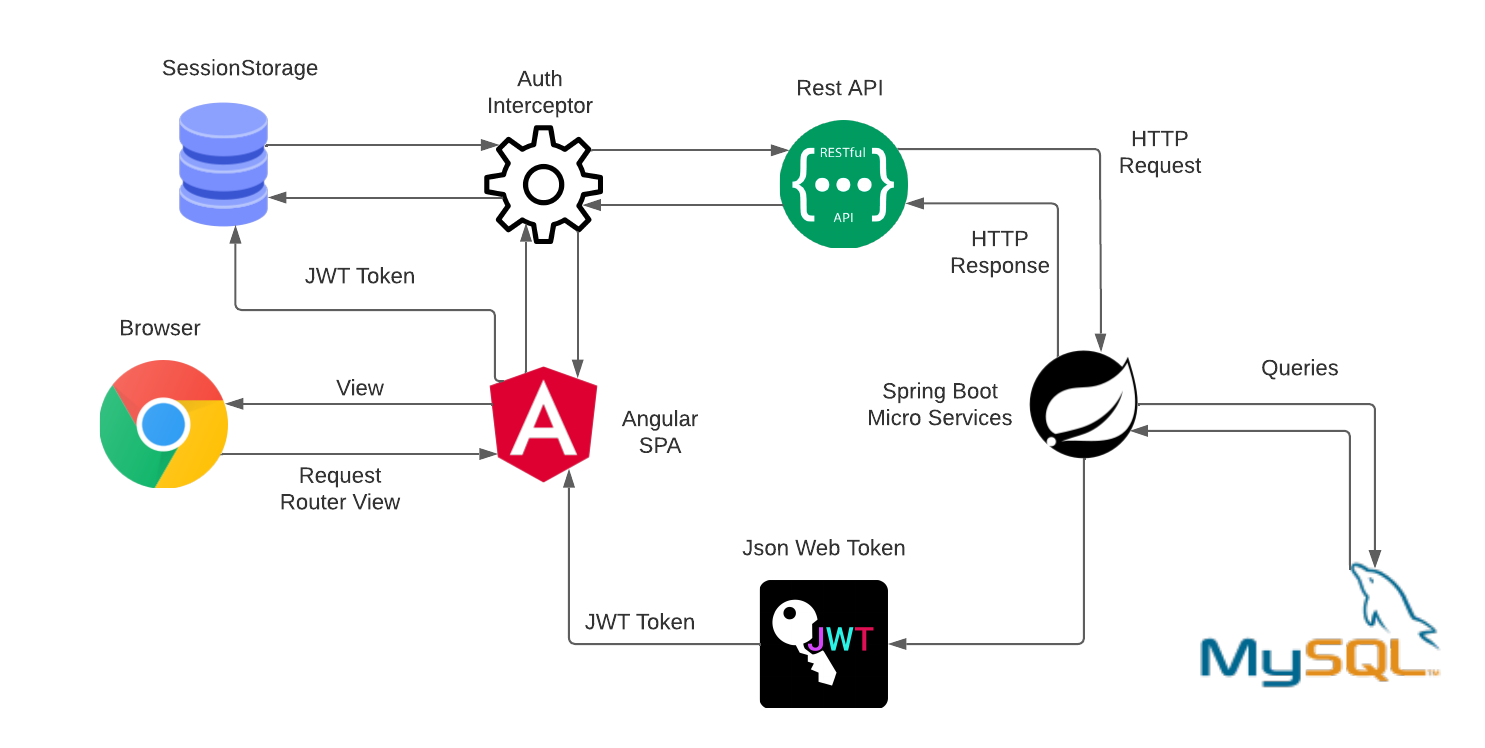 SessionStorage
Auth
Interceptor
Rest API
HTTP
Request
RESTful
API
HTTP
Response
JWT Token
Browser
View
Request
Router View
Angular
SPA
Spring Boot
Micro Services
Queries
Json Web Token
JWT Token
JWT
MySQL™